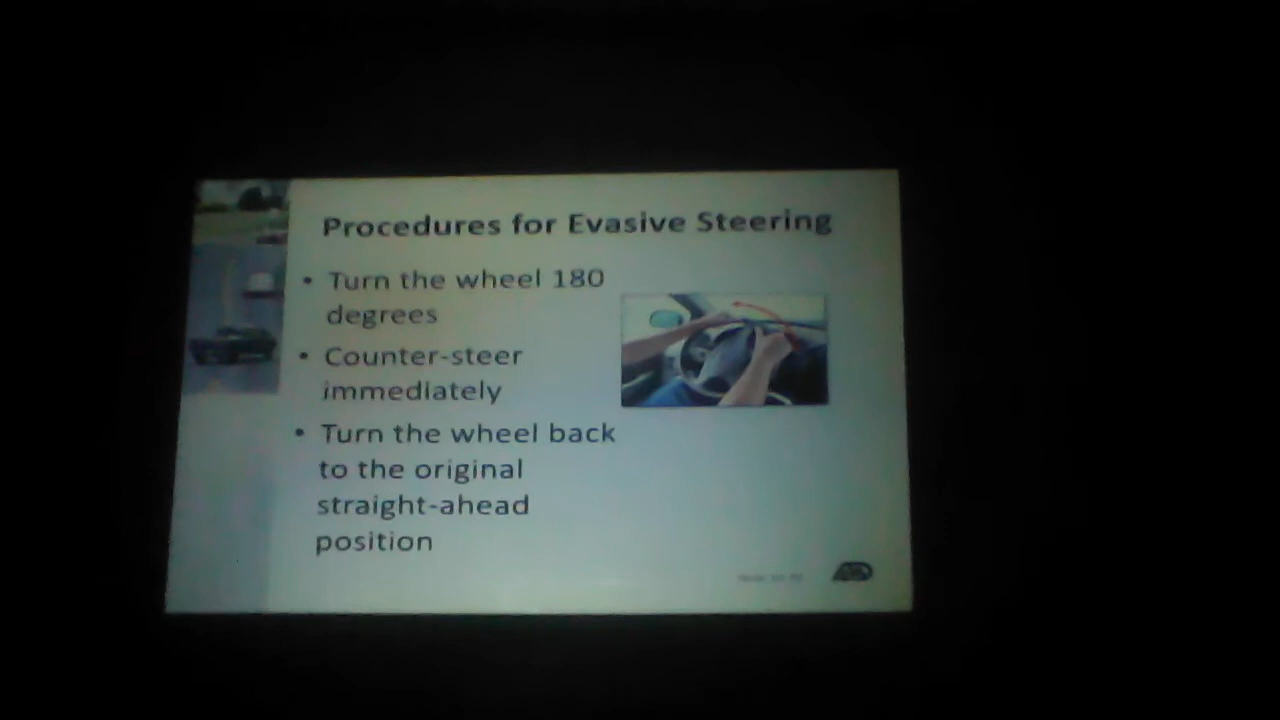 Procedures for Evasive Steering
• Turn the wheel 180
degrees
• Counter-steer
immediately
• Turn the wheel back
to the original
straight-ahead
position